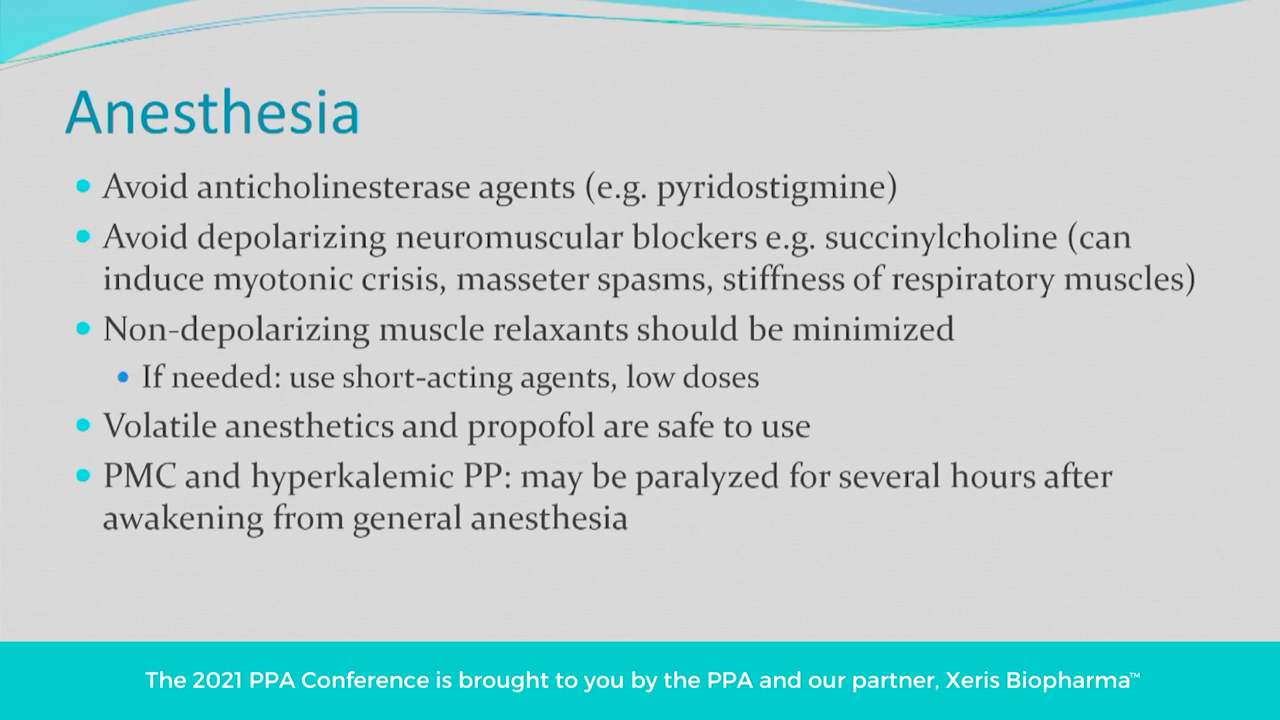 Anesthesia
Avoid anticholinesterase agents (e.g. pyridostigmine)
Avoid depolarizing neuromuscular blockers e.g. succinylcholine (can
induce myotonic crisis, masseter spasms, stiffness of respiratory muscles)
Non-depolarizing muscle relaxants should be minimized
If needed: use short-acting agents, low doses
Volatile anesthetics and propofol are safe to use
PMC and hyperkalemic PP: may be paralyzed for several hours after
awakening from general anesthesia
The 2021 PPA Conference is brought to you by the PPA and our partner, Xeris Biopharma™